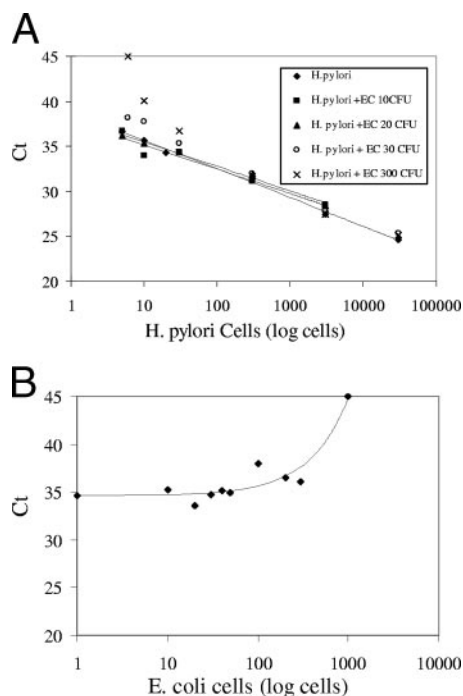 A
45
40
35
30
25
20
Ct
1
10
100
1000
10000
100000
H. pylori Cells (log cells)
H.pylori
H.pylori +EC 10CFU
H. pylori +EC 20 CFU
H. pylori + EC 30 CFU
H.pylori + EC 300 CFU
B
45
40
35
30
25
20
Ct
1
10
100
1000
10000
E. coli cells (log cells)